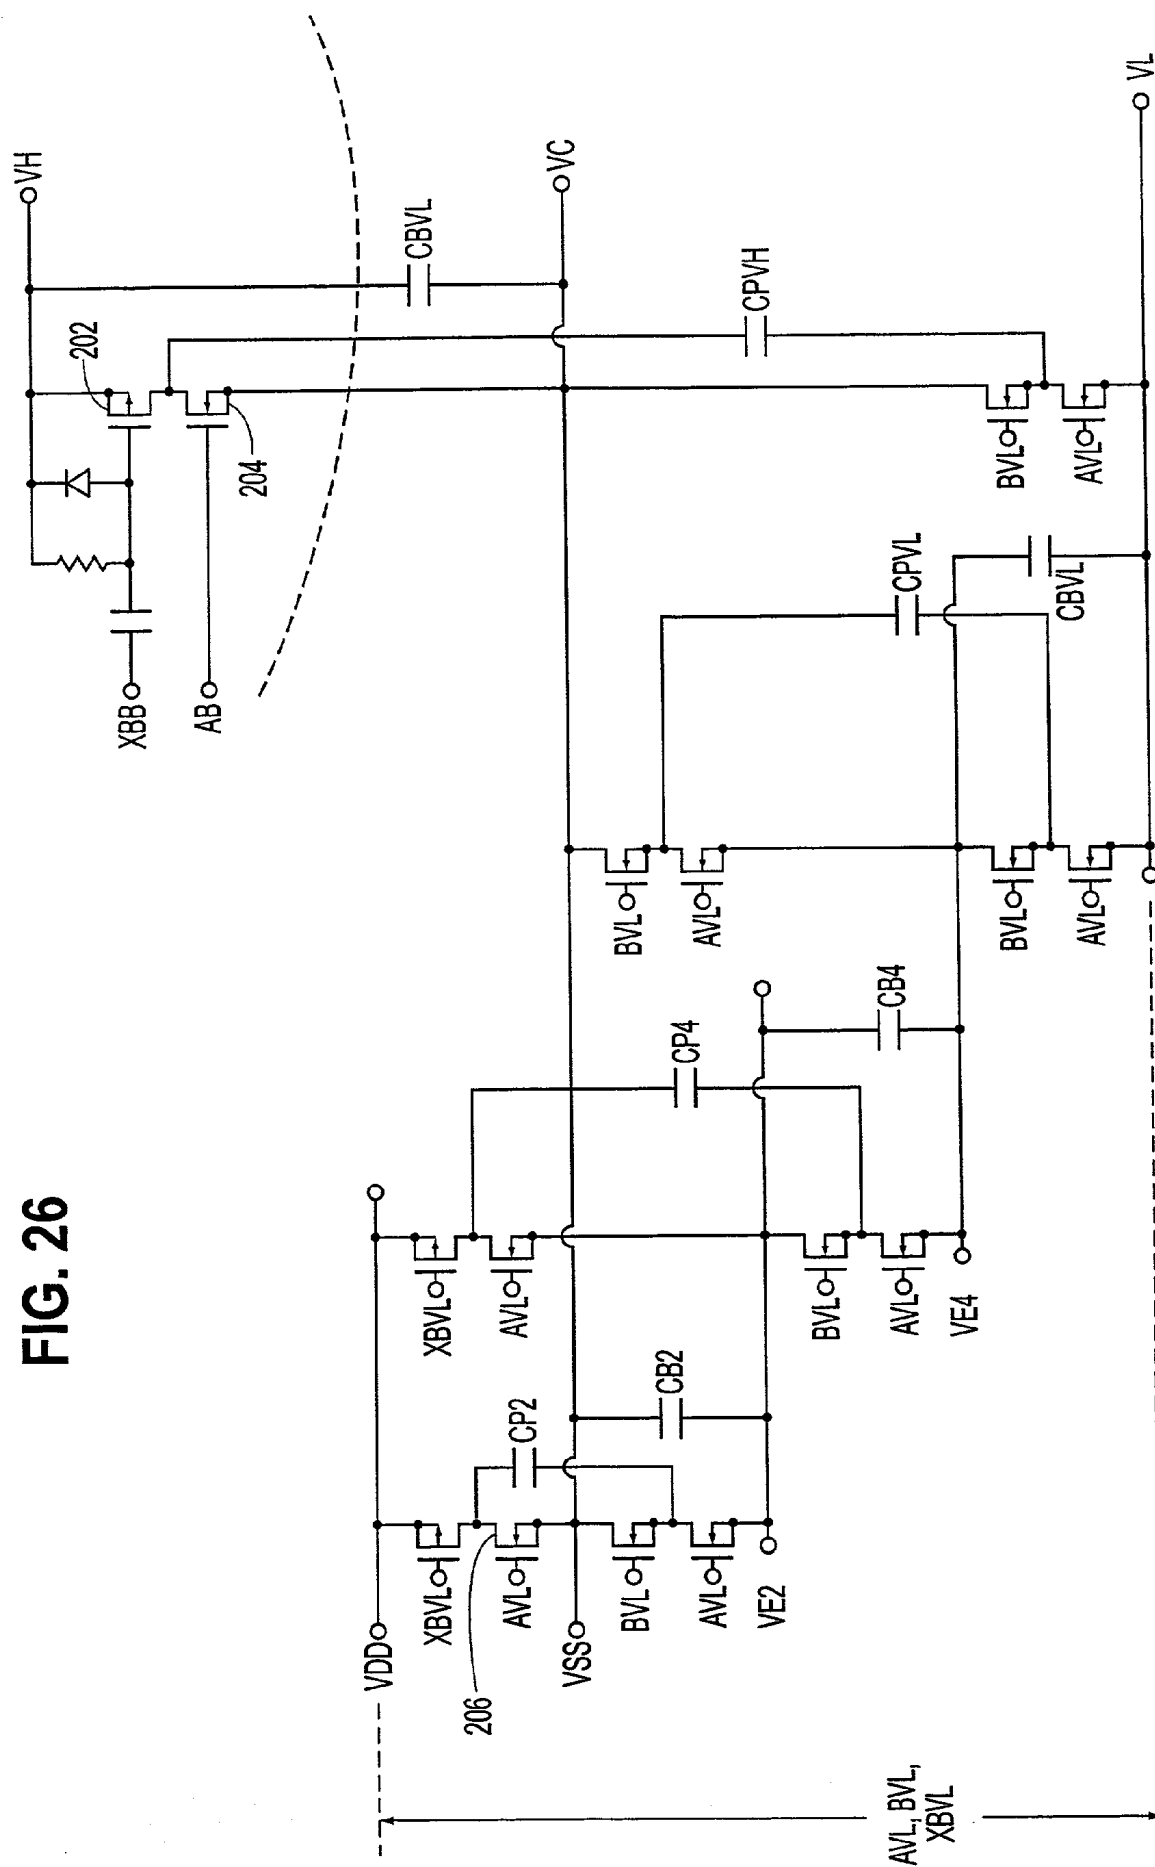 FIG. 26
VH
202
XBB
AB
204
CBVL
VC
CPVH
BVL
AVL
VL
CPVL
CBVL
BVL
AVL
BVL
AVL
CP4
CB4
XBVL
AVL
BVL
AVL
VE4
CP2
CB2
VDD
XBVL
AVL
206
VSS
BVL
AVL
VE2
AVL, BVL,
XBVL